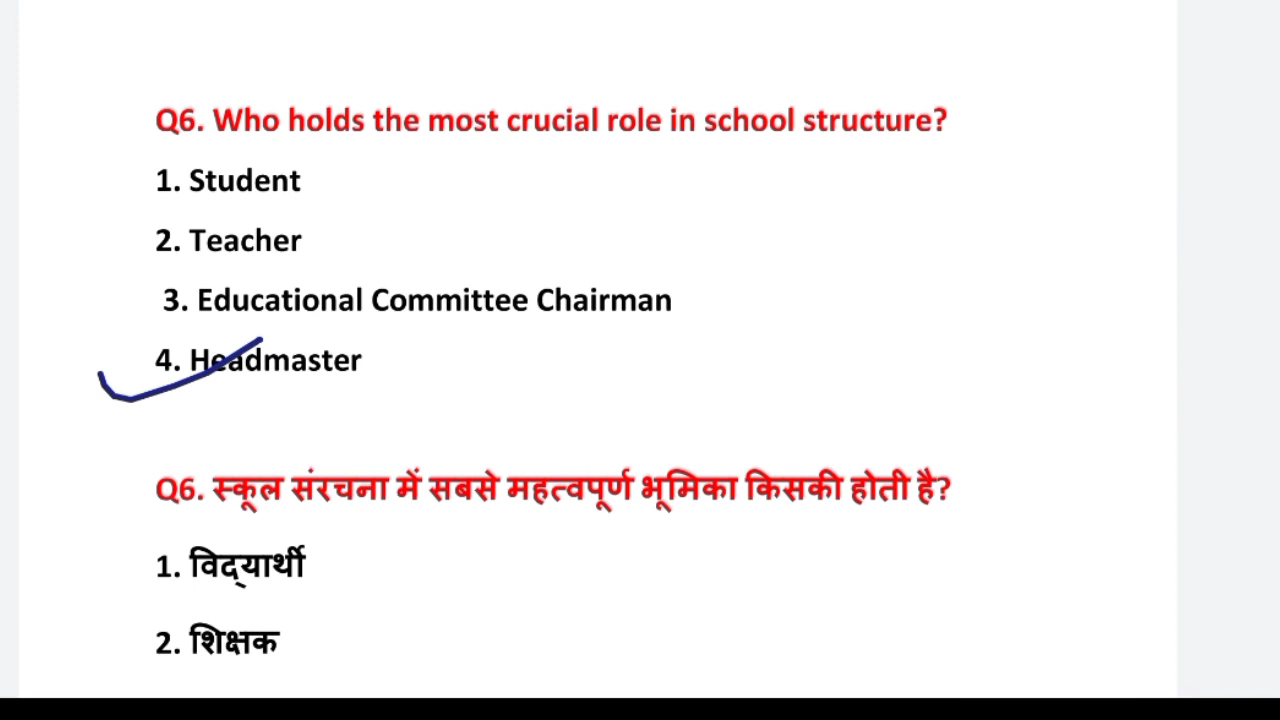 Q6. Who holds the most crucial role in school structure?
1. Student
2. Teacher
3. Educational Committee Chairman
4. Headmaster
Q6. स्कूल संरचना में सबसे महत्वपूर्ण भूमिका किसकी होती है?
1. विद्यार्थी
2. शिक्षक